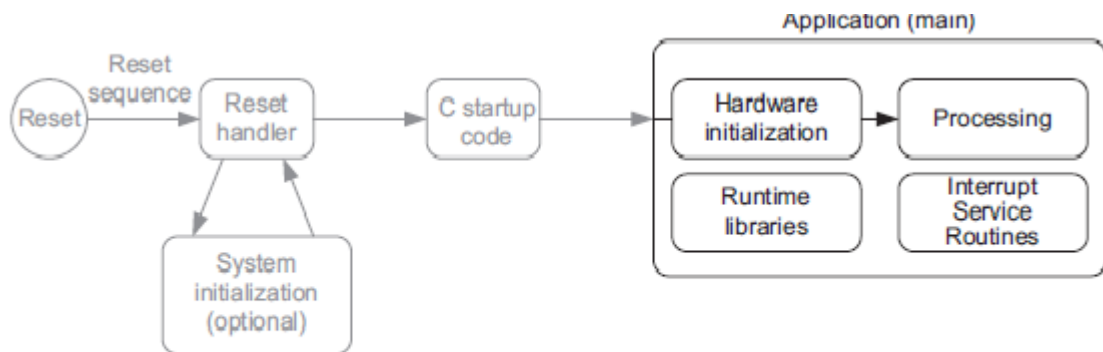 Application (main)
Reset
sequence
Reset
Reset
handler
C startup
code
Hardware
initialization
Processing
Runtime
libraries
Interrupt
Service
Routines
System
initialization
(optional)